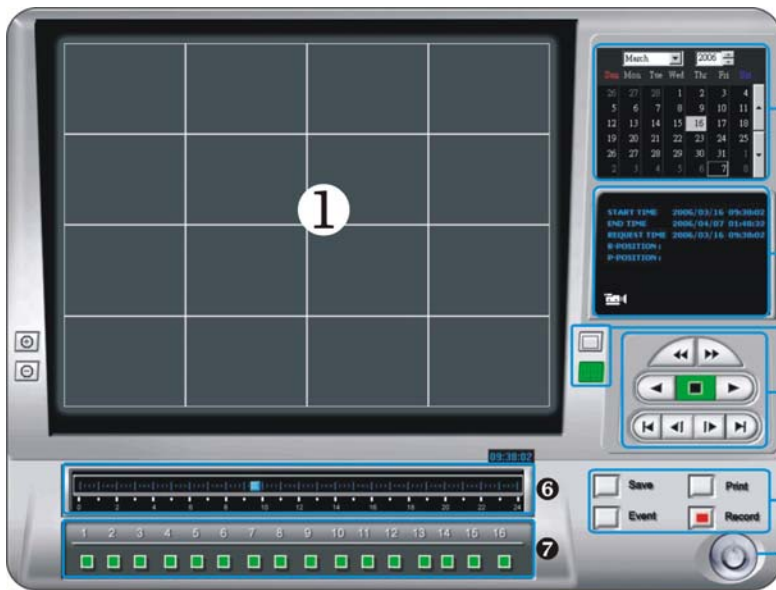 March 2006
Sun Mon Tue Wed Thr Fri
26 27 28 1 2 3 4
5 6 7 8 9 10 11
12 13 14 15 16 17 18
19 20 21 22 23 24 25
26 27 28 29 30 31 1
2 3 4 5 6 7 8
1
START TIME 2006/03/16 09:38:02
END TIME 2006/04/07 01:48:32
REQUEST TIME 2006/03/16 09:38:02
R-POSITION :
P-POSITION :
09:38:02
0 2 4 6 8 10 12 14 16 18 20 22 24
6
Save Print
Event Record
1 2 3 4 5 6 7 8 9 10 11 12 13 14 15 16
7